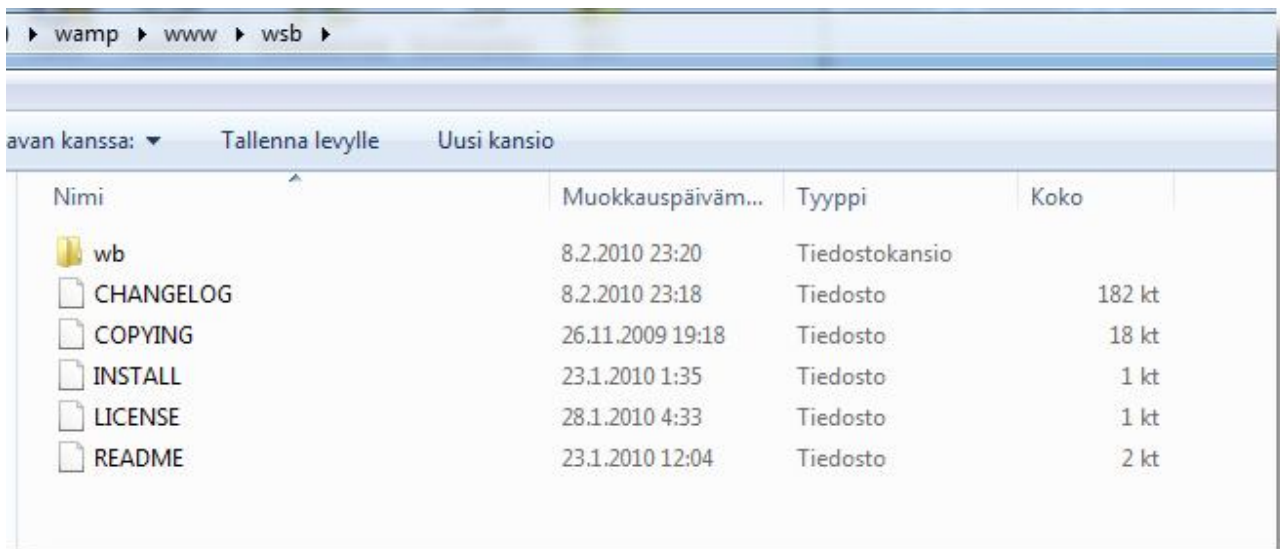 wamp www wsb
avan kanssa: Tallenna levylle Uusi kansio
Nimi Muokkauspäiväm... Tyyppi Koko
wb 8.2.2010 23:20 Tiedostokansio
CHANGELOG 8.2.2010 23:18 Tiedosto 182 kt
COPYING 26.11.2009 19:18 Tiedosto 18 kt
INSTALL 23.1.2010 1:35 Tiedosto 1 kt
LICENSE 28.1.2010 4:33 Tiedosto 1 kt
README 23.1.2010 12:04 Tiedosto 2 kt